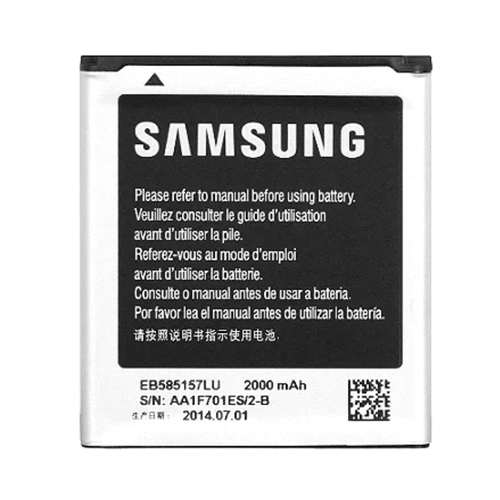 SAMSUNG
Please refer to manual before using battery.
Veuillez consulter le guide d'utilisation
avant d'utiliser la pile.
Referez-vous au mode d'emploi
avant d'utiliser la batterie.
Consulte o manual antes de usar a bateria.
Por favor lea el manual antes de utilizar la batería.
请按照说明书指示使用电池。
EB585157LU 2000 mAh
S/N: AA1F701ES/2-B
生产日期: 2014.07.01